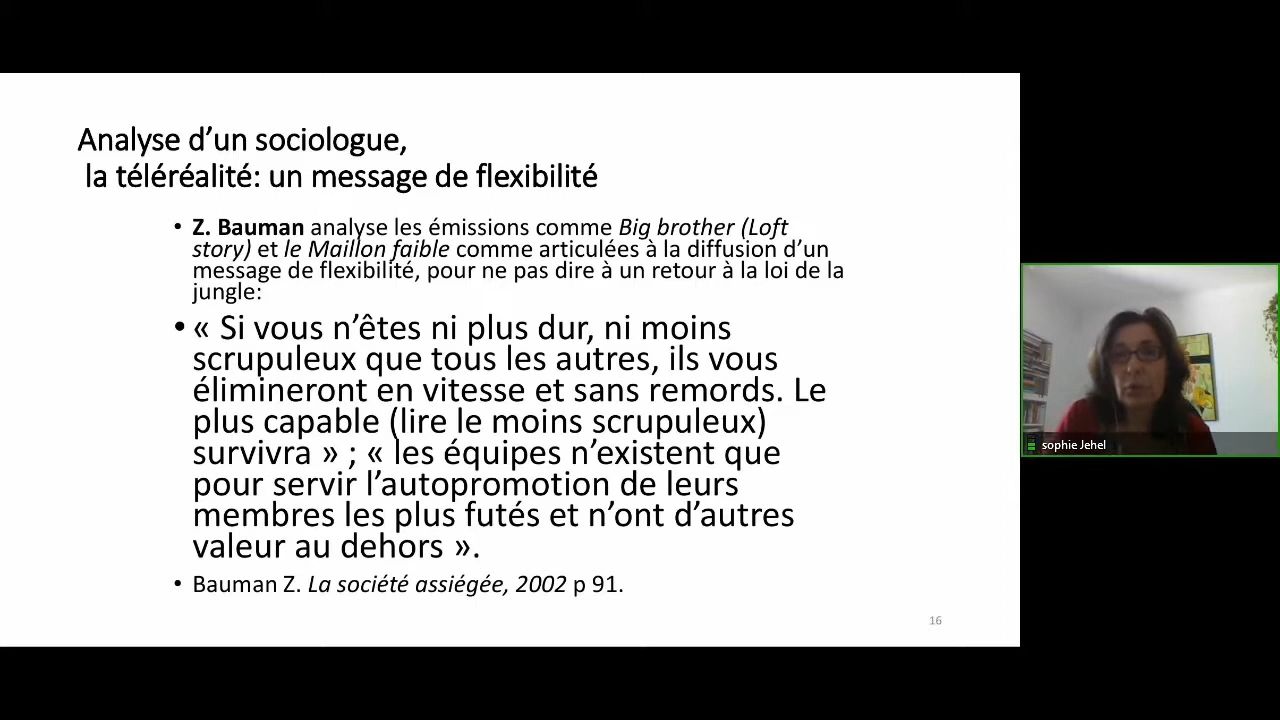 Analyse d’un sociologue,
la téléréalité: un message de flexibilité
• Z. Bauman analyse les émissions comme Big brother (Loft
story) et le Maillon faible comme articulées à la diffusion d’un
message de flexibilité, pour ne pas dire à un retour à la loi de la
jungle:
• « Si vous n’êtes ni plus dur, ni moins
scrupuleux que tous les autres, ils vous
élimineront en vitesse et sans remords. Le
plus capable (lire le moins scrupuleux)
survivra » ; « les équipes n’existent que
pour servir l’autopromotion de leurs
membres les plus futés et n’ont d’autres
valeur au dehors ».
• Bauman Z. La société assiégée, 2002 p 91.
16
sophie Jehel